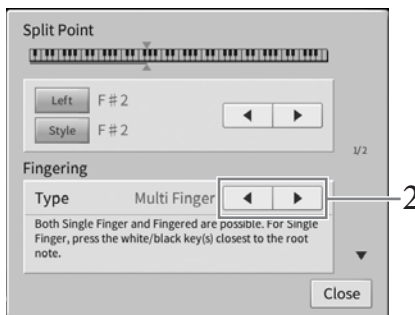 Split Point
Left F#2
Style F#2
1/2
Fingering
Type Multi Finger
2
Both Single Finger and Fingered are possible. For Single
Finger, press the white/black key(s) closest to the root
note.
Close